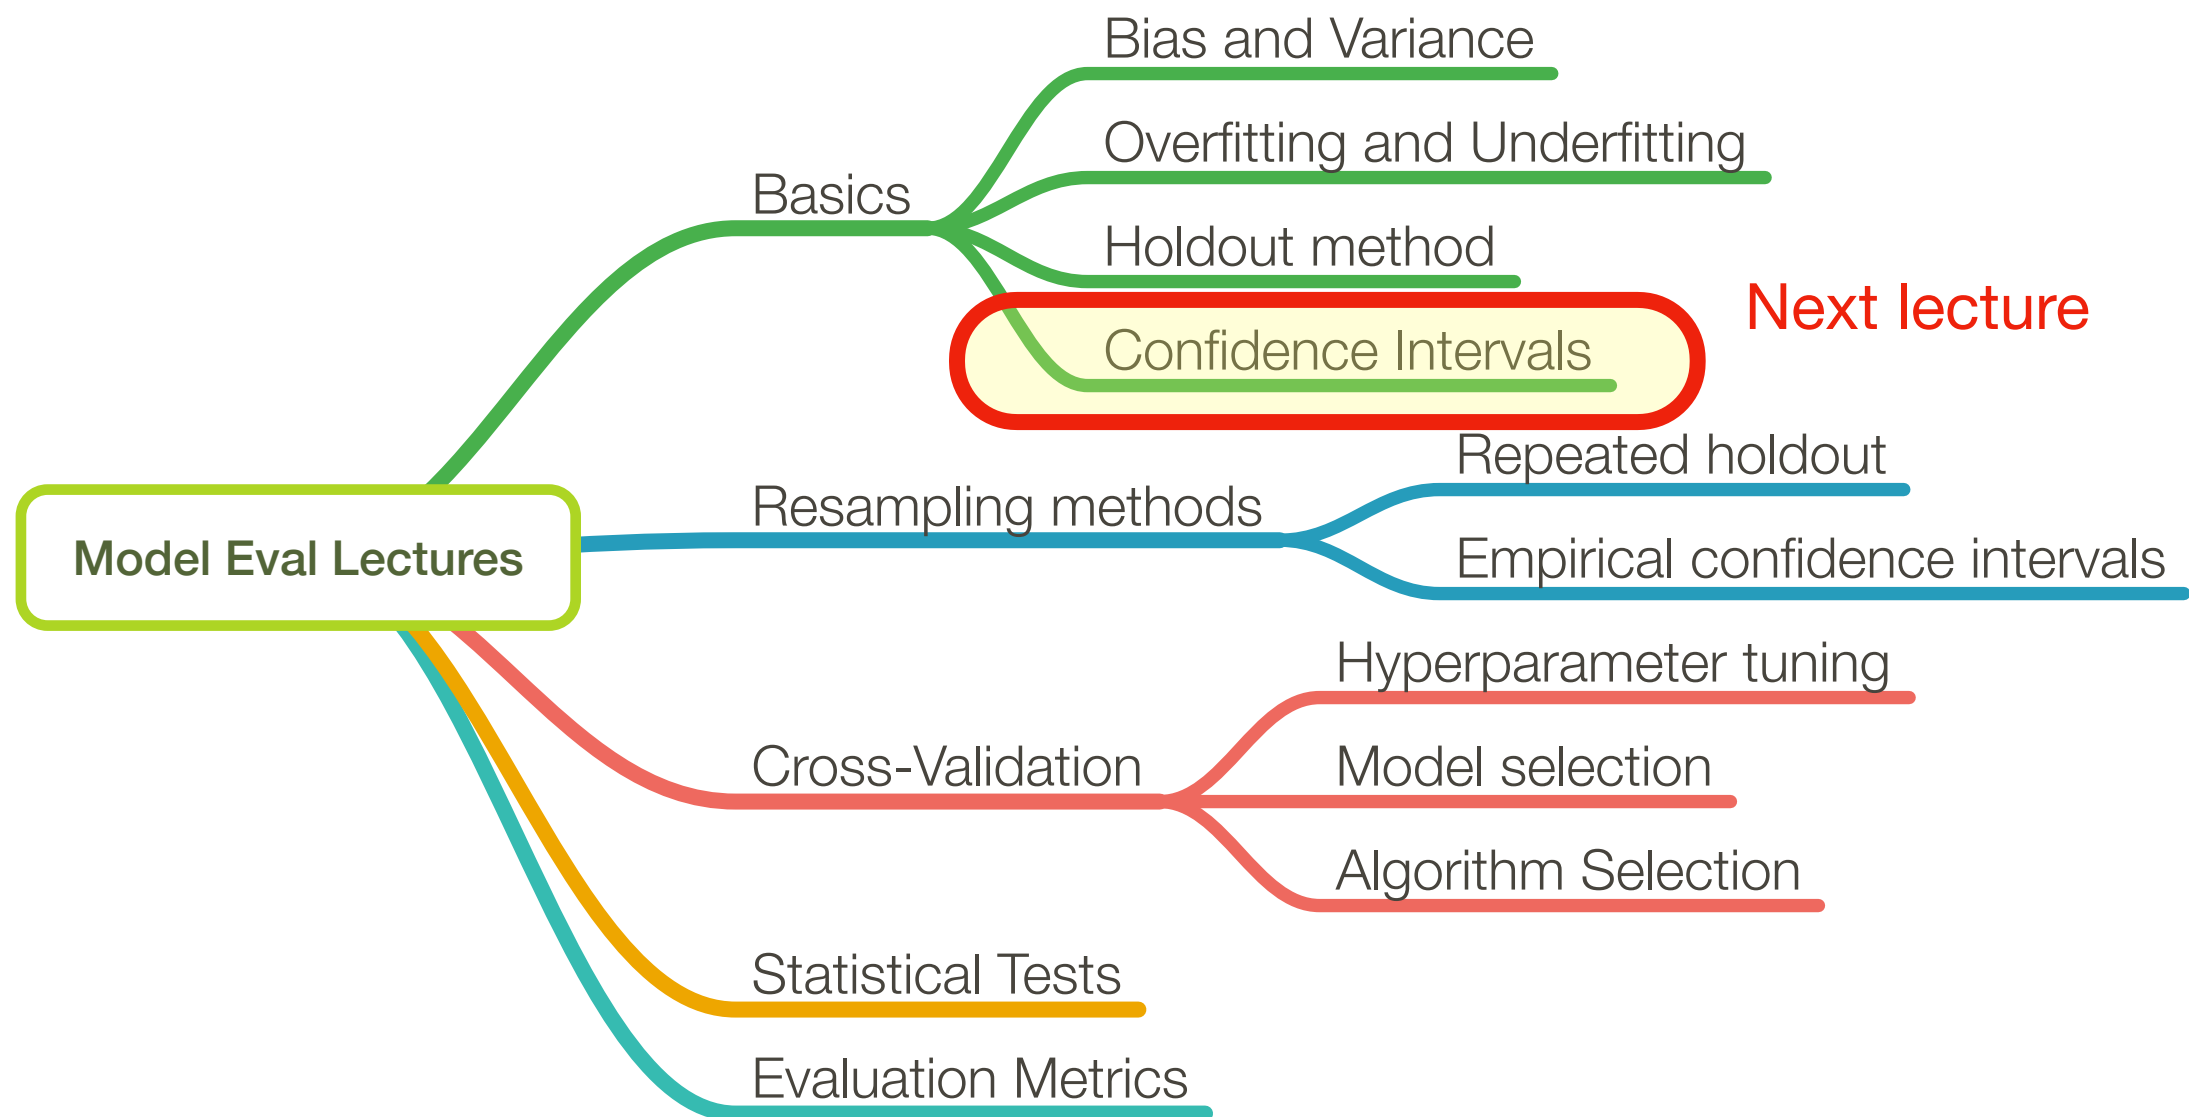 Bias and Variance
Overfitting and Underfitting
Basics
Holdout method
Next lecture
Confidence Intervals
Repeated holdout
Resampling methods
Empirical confidence intervals
Model Eval Lectures
Hyperparameter tuning
Cross-Validation
Model selection
Algorithm Selection
Statistical Tests
Evaluation Metrics